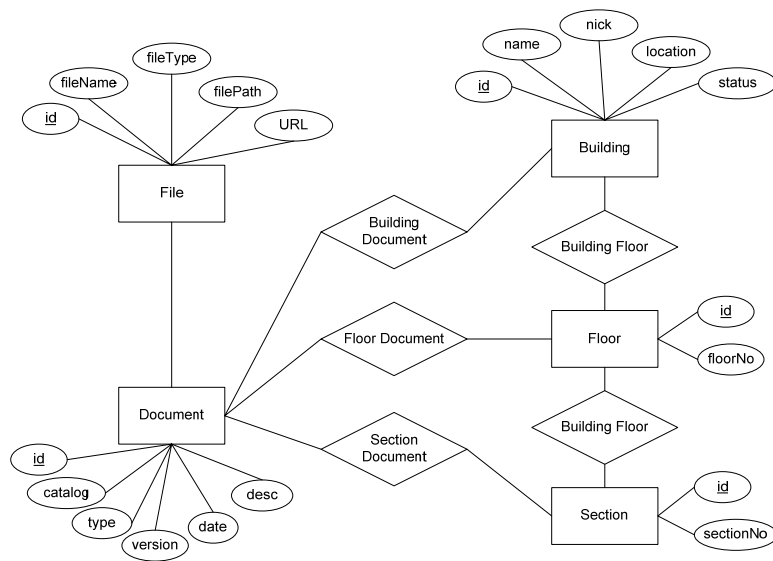 nick
fileType
name
location
fileName
filePath
id
status
id
URL
Building
File
Building
Document
Building Floor
id
Floor Document
Floor
floorNo
Document
Building Floor
Section
Document
id
id
desc
catalog
type
date
Section
version
sectionNo